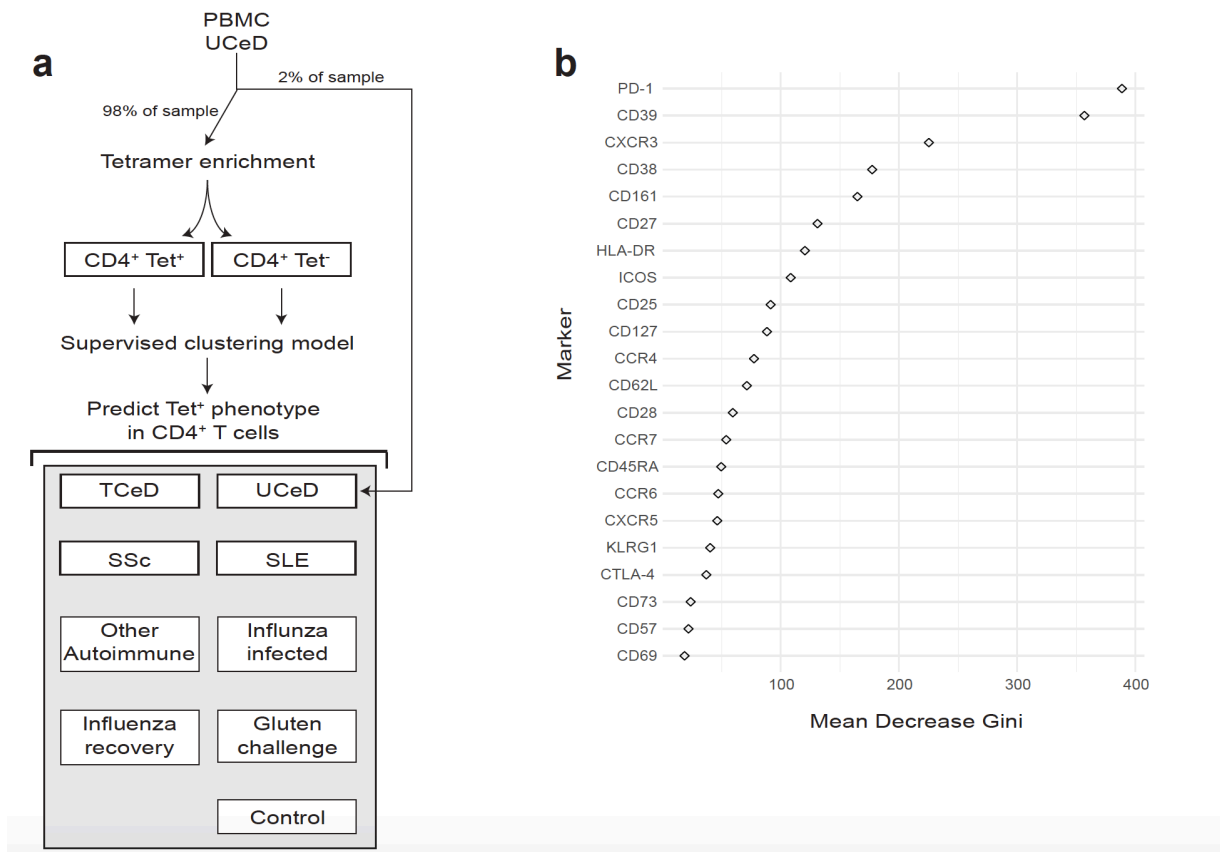 a
PBMC
UCeD
2% of sample
98% of sample
Tetramer enrichment
CD4⁺ Tet⁺
CD4⁺ Tet⁻
Supervised clustering model
Predict Tet⁺ phenotype
in CD4⁺ T cells
TCeD
UCeD
SSc
SLE
Other
Autoimmune
Influnza
infected
Influenza
recovery
Gluten
challenge
Control
b
Marker
PD-1
CD39
CXCR3
CD38
CD161
CD27
HLA-DR
ICOS
CD25
CD127
CCR4
CD62L
CD28
CCR7
CD45RA
CCR6
CXCR5
KLRG1
CTLA-4
CD73
CD57
CD69
100
200
300
400
Mean Decrease Gini